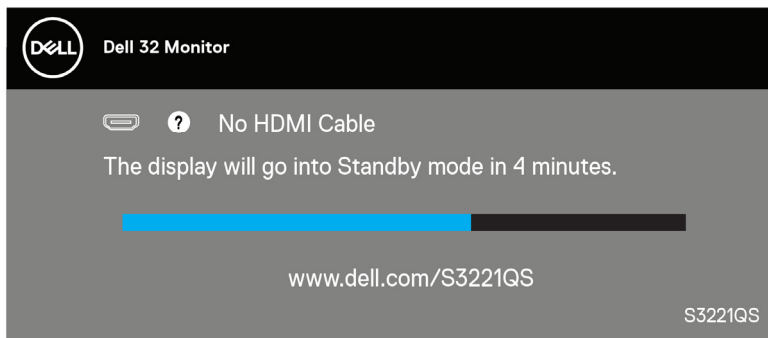 DELL
Dell 32 Monitor
? No HDMI Cable
The display will go into Standby mode in 4 minutes.
www.dell.com/S3221QS
S3221QS